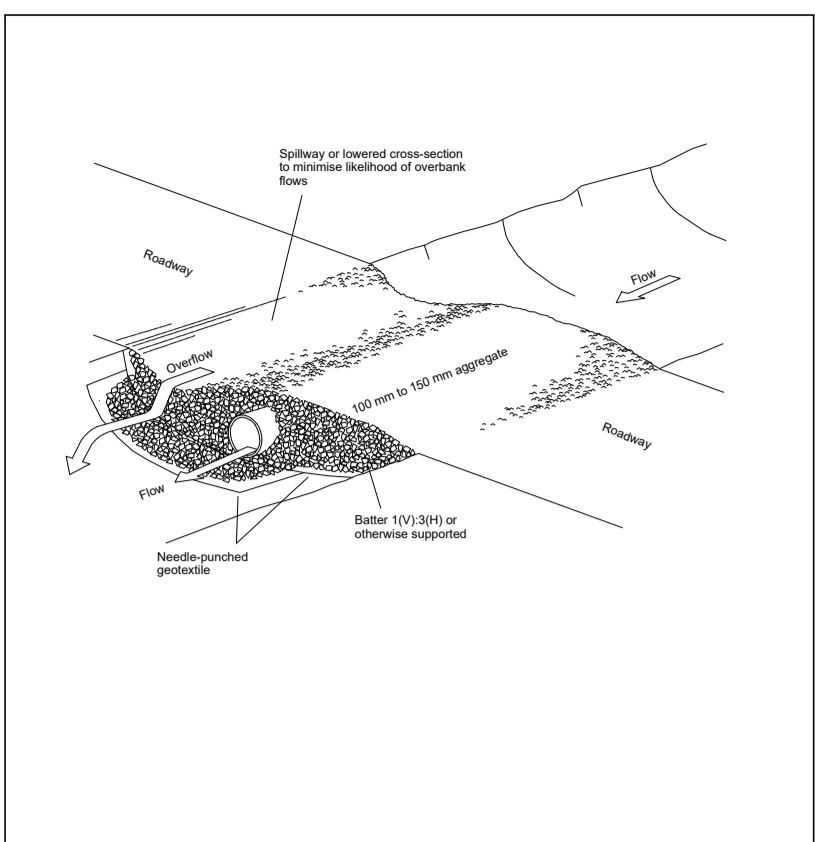 Spillway or lowered cross-section
to minimise likelihood of overbank
flows
Roadway
Flow
Overflow
100 mm to 150 mm aggregate
Roadway
Flow
Batter 1(V):3(H) or
otherwise supported
Needle-punched
geotextile